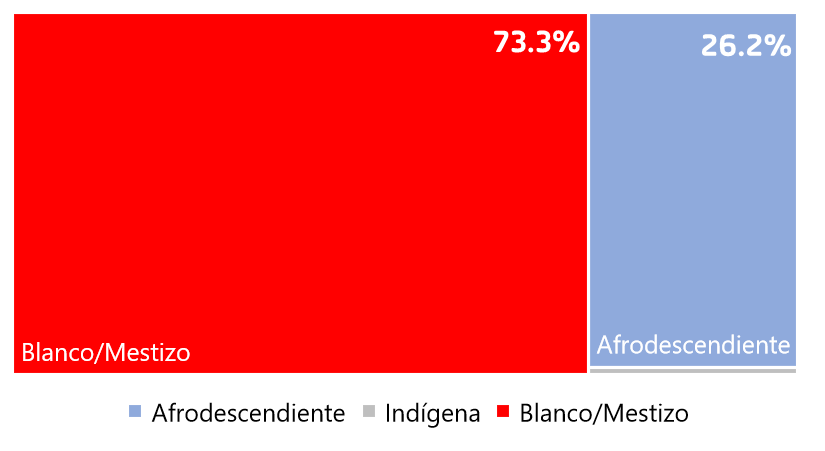 73.3%
26.2%
Blanco/Mestizo
Afrodescendiente
Afrodescendiente Indígena Blanco/Mestizo